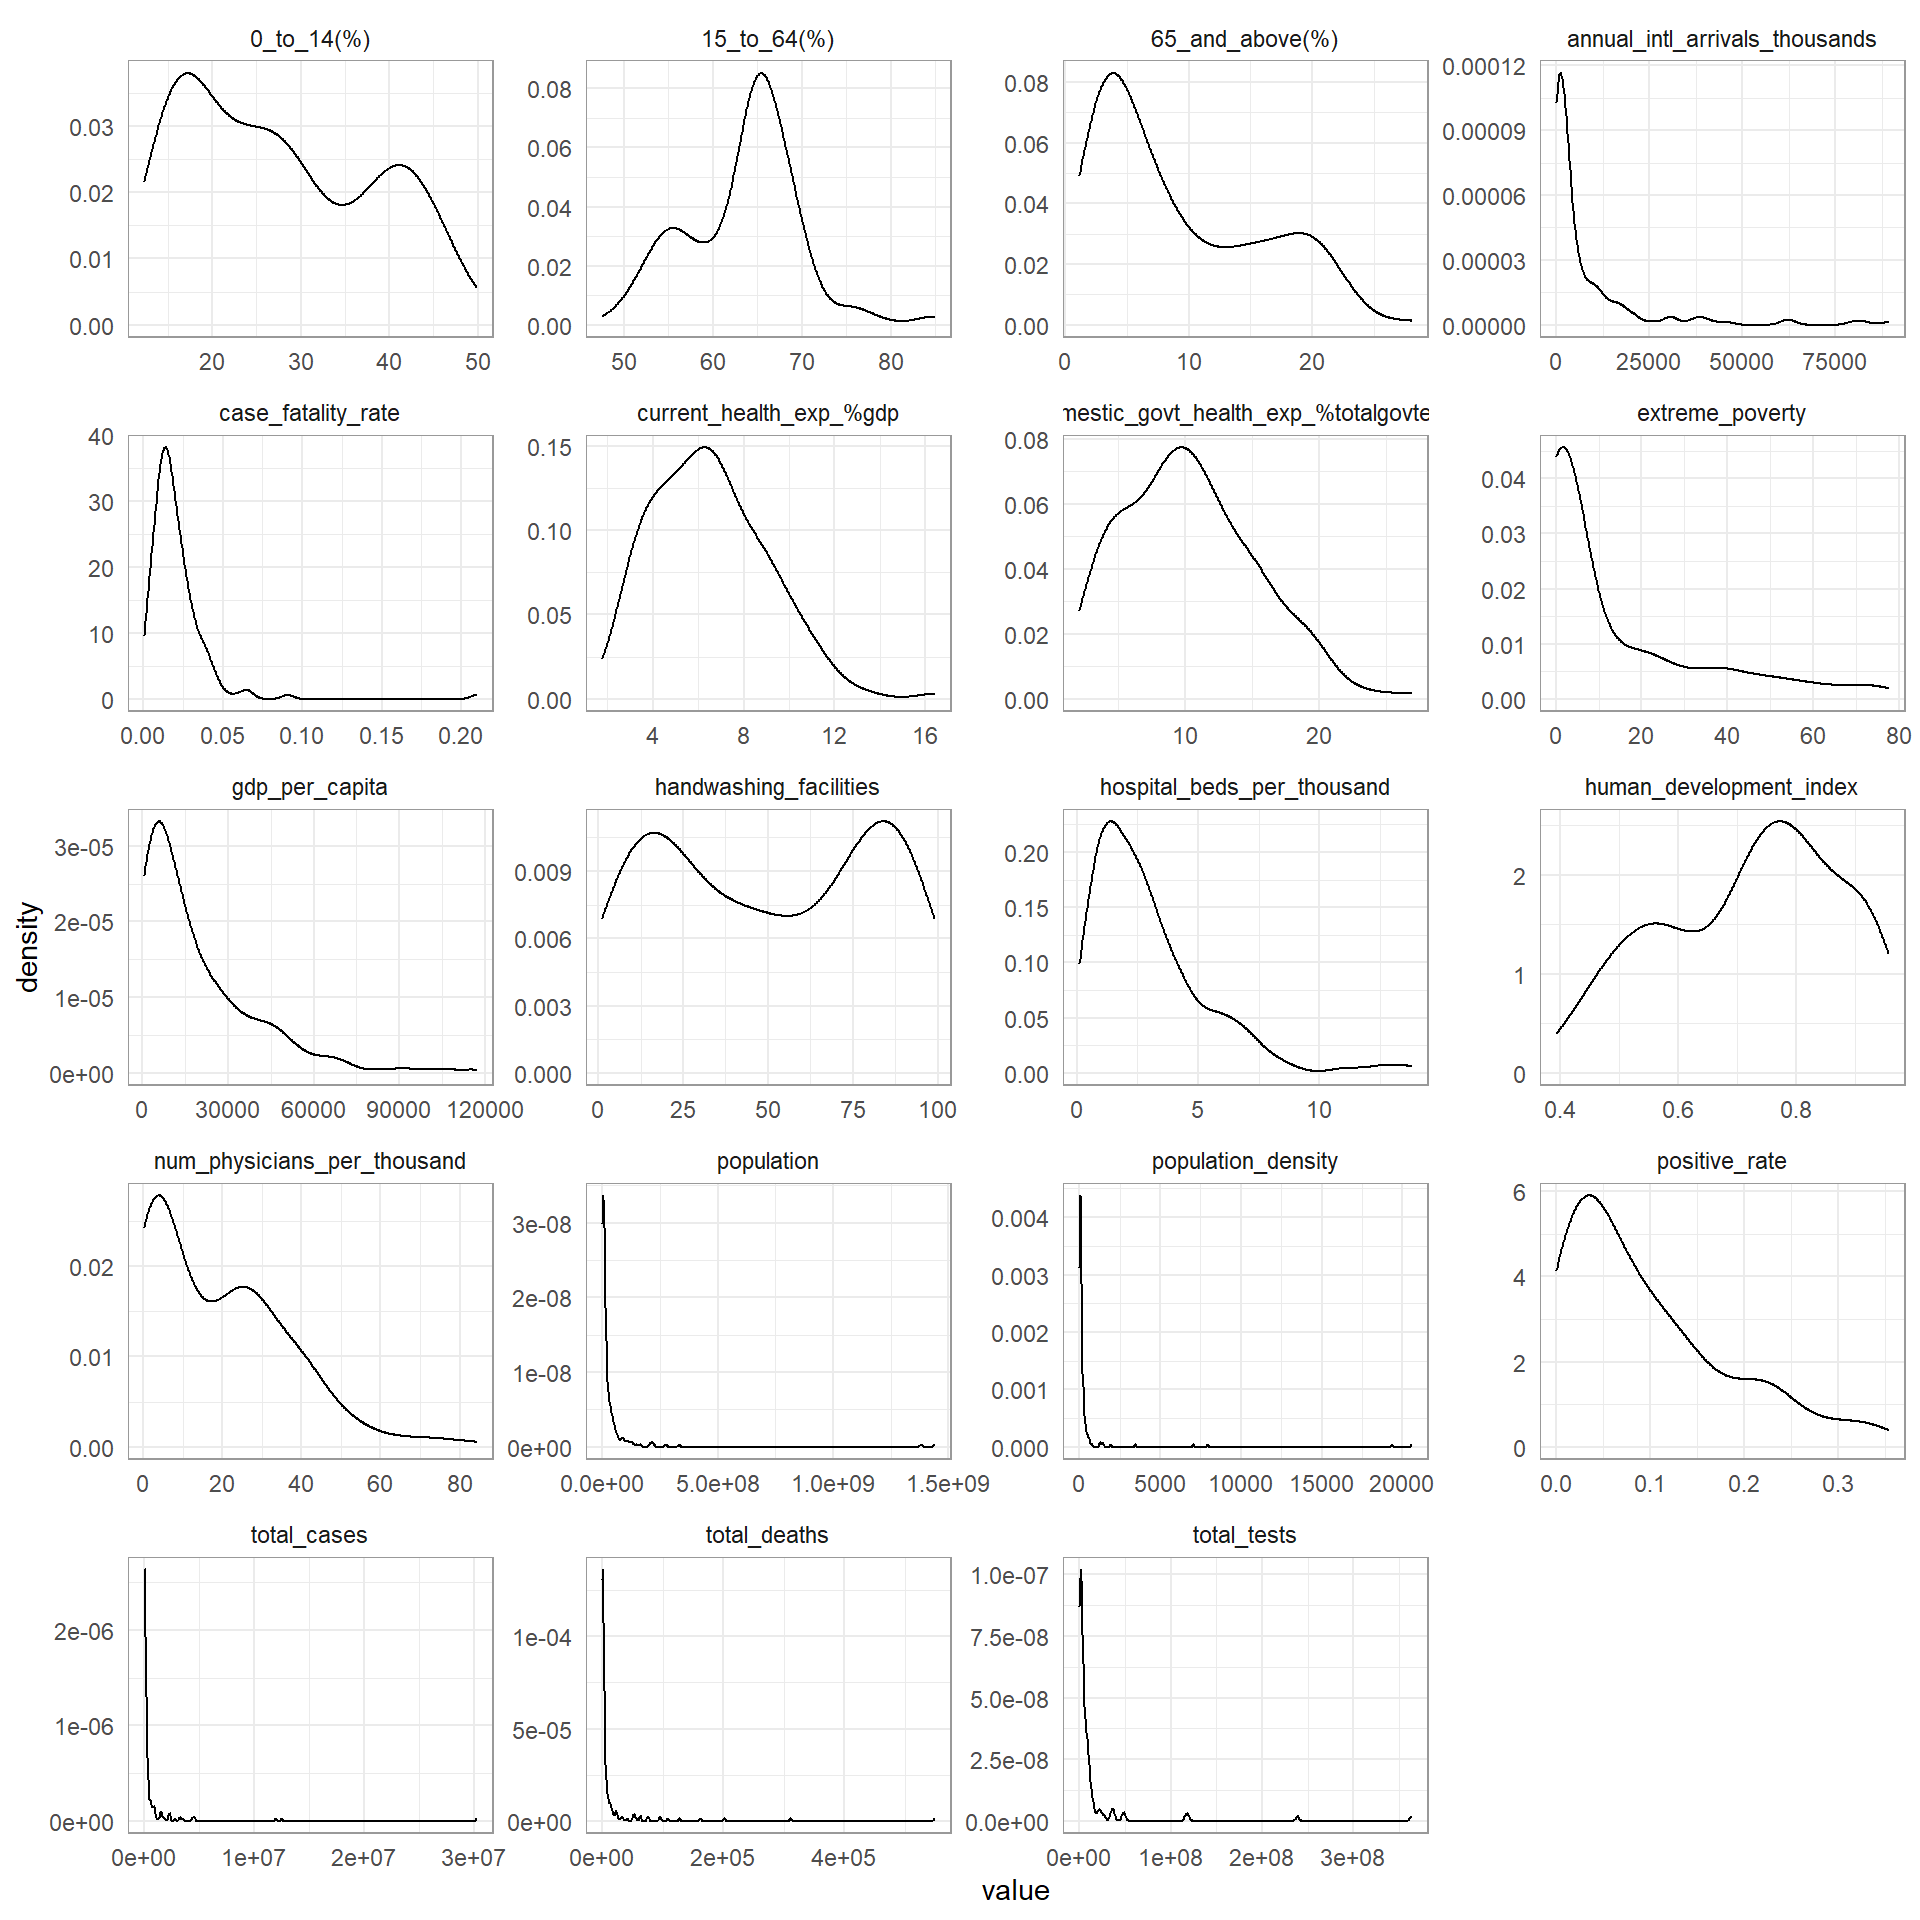 0_to_14(%) 15_to_64(%) 65_and_above(%) annual_intl_arrivals_thousands
0.03 0.02 0.01 0.00
20 30 40 50
0.08 0.06 0.04 0.02 0.00
50 60 70 80
0.08 0.06 0.04 0.02 0.00
0 10 20
0.00012 0.00009 0.00006 0.00003 0.00000
0 25000 50000 75000
case_fatality_rate current_health_exp_%gdp mestic_govt_health_exp_%totalgovte extreme_poverty
40 30 20 10 0
0.00 0.05 0.10 0.15 0.20
0.15 0.10 0.05 0.00
4 8 12 16
0.08 0.06 0.04 0.02 0.00
10 20
0.04 0.03 0.02 0.01 0.00
0 20 40 60 80
gdp_per_capita handwashing_facilities hospital_beds_per_thousand human_development_index
3e-05 2e-05 1e-05 0e+00
0 30000 60000 90000 120000
0.009 0.006 0.003 0.000
0 25 50 75 100
0.20 0.15 0.10 0.05 0.00
0 5 10
2 1 0
0.4 0.6 0.8
density
num_physicians_per_thousand population population_density positive_rate
0.02 0.01 0.00
0 20 40 60 80
3e-08 2e-08 1e-08 0e+00
0.0e+00 5.0e+08 1.0e+09 1.5e+09
0.004 0.003 0.002 0.001 0.000
0 5000 10000 15000 20000
6 4 2 0
0.0 0.1 0.2 0.3
total_cases total_deaths total_tests
2e-06 1e-06 0e+00
0e+00 1e+07 2e+07 3e+07
1e-04 5e-05 0e+00
0e+00 2e+05 4e+05
1.0e-07 7.5e-08 5.0e-08 2.5e-08 0.0e+00
0e+00 1e+08 2e+08 3e+08
value